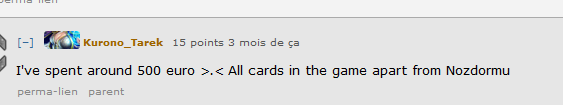 perma-lien
[–] Kurono_Tarek 15 points 3 mois de ça
I've spent around 500 euro >.< All cards in the game apart from Nozdormu
perma-lien parent